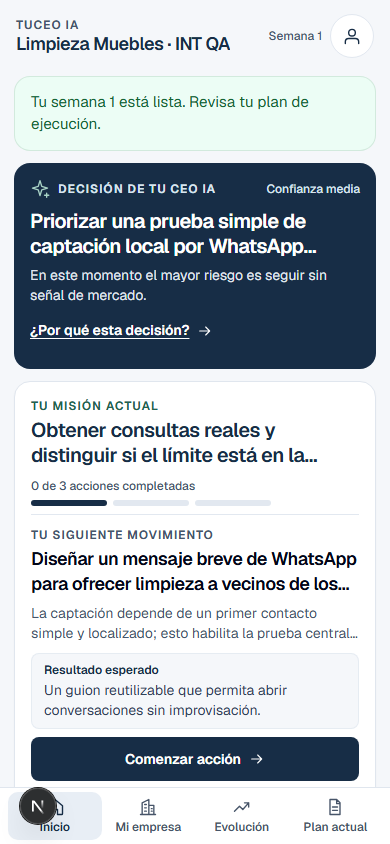 TUCEO IA
Limpieza Muebles · INT QA
Semana 1
Tu semana 1 está lista. Revisa tu plan de
ejecución.
DECISIÓN DE TU CEO IA
Confianza media
Priorizar una prueba simple de
captación local por WhatsApp...
En este momento el mayor riesgo es seguir sin
señal de mercado.
¿Por qué esta decisión? →
TU MISIÓN ACTUAL
Obtener consultas reales y
distinguir si el límite está en la...
0 de 3 acciones completadas
TU SIGUIENTE MOVIMIENTO
Diseñar un mensaje breve de WhatsApp
para ofrecer limpieza a vecinos de los...
La captación depende de un primer contacto
simple y localizado; esto habilita la prueba central...
Resultado esperado
Un guion reutilizable que permita abrir
conversaciones sin improvisación.
Comenzar acción →
N
Inicio
Mi empresa
Evolución
Plan actual